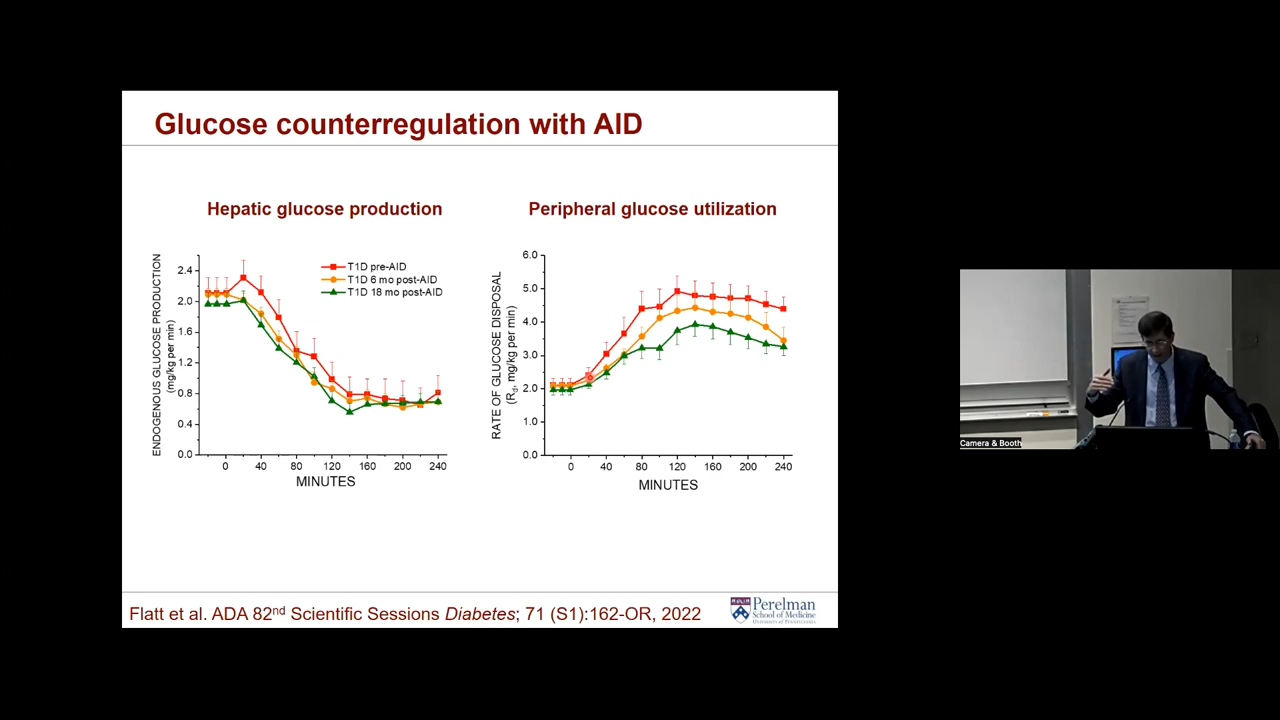 Glucose counterregulation with AID
Hepatic glucose production
ENDOGENOUS GLUCOSE PRODUCTION
(mg/kg per min)
2.4
2.0
1.6
1.2
0.8
0.4
T1D pre-AID
T1D 6 mo post-AID
T1D 18 mo post-AID
0 40 80 120 160 200 240
MINUTES
Peripheral glucose utilization
RATE OF GLUCOSE DISPOSAL
(Rd, mg/kg per min)
6.0
5.0
4.0
3.0
2.0
1.0
0.0
0 40 80 120 160 200 240
MINUTES
Flatt et al. ADA 82nd Scientific Sessions Diabetes; 71 (S1):162-OR, 2022
Perelman
School of Medicine
UNIVERSITY OF PENNSYLVANIA
Camera & Booth